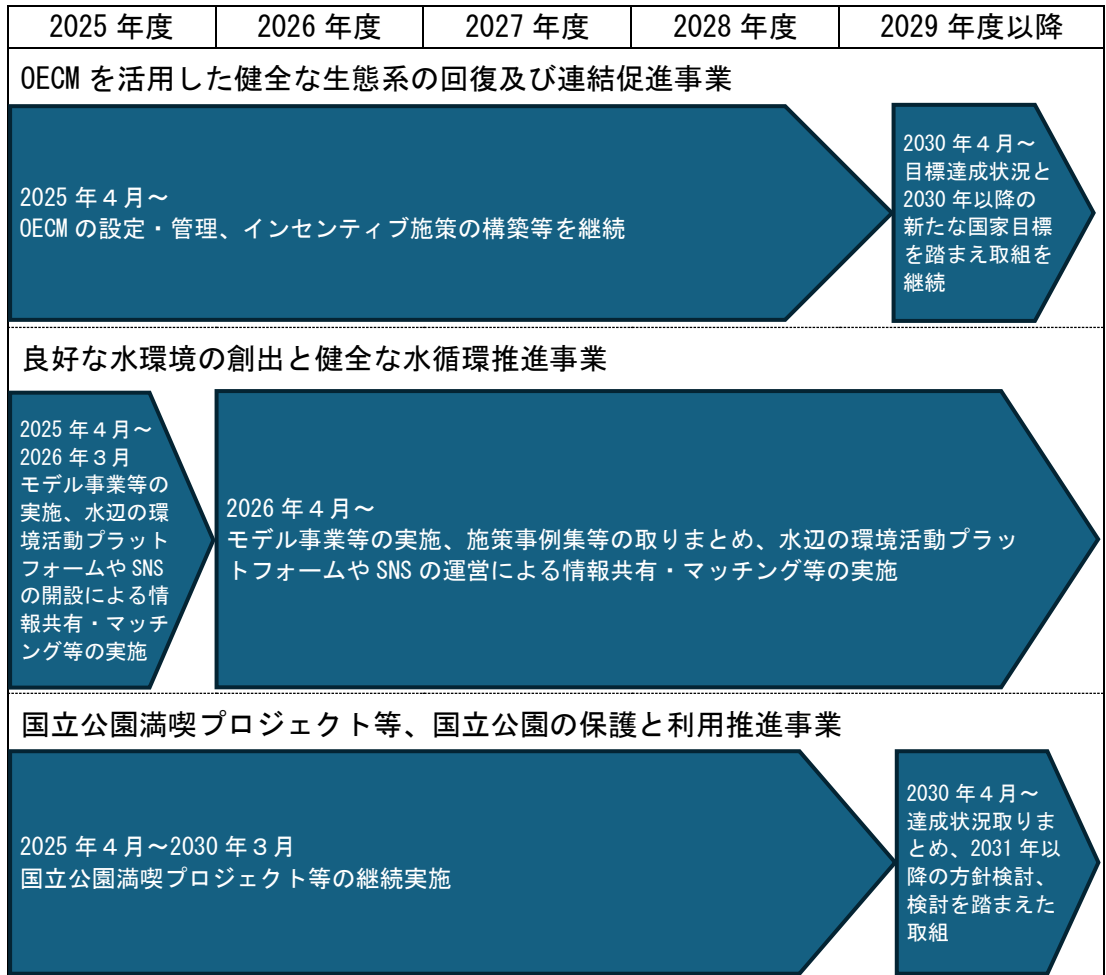 2025 年度 2026 年度 2027 年度 2028 年度 2029 年度以降
OECM を活用した健全な生態系の回復及び連結促進事業
2025 年４月～
OECM の設定・管理、インセンティブ施策の構築等を継続
2030 年４月～
目標達成状況と
2030 年以降の
新たな国家目標
を踏まえ取組を
継続
良好な水環境の創出と健全な水循環推進事業
2025 年４月～
2026 年３月
モデル事業等の
実施、水辺の環
境活動プラット
フォームや SNS
の開設による情
報共有・マッチ
ング等の実施
2026 年４月～
モデル事業等の実施、施策事例集等の取りまとめ、水辺の環境活動プラッ
トフォームや SNS の運営による情報共有・マッチング等の実施
国立公園満喫プロジェクト等、国立公園の保護と利用推進事業
2025 年４月～2030 年３月
国立公園満喫プロジェクト等の継続実施
2030 年４月～
達成状況取りま
とめ、2031 年以
降の方針検討、
検討を踏まえた
取組